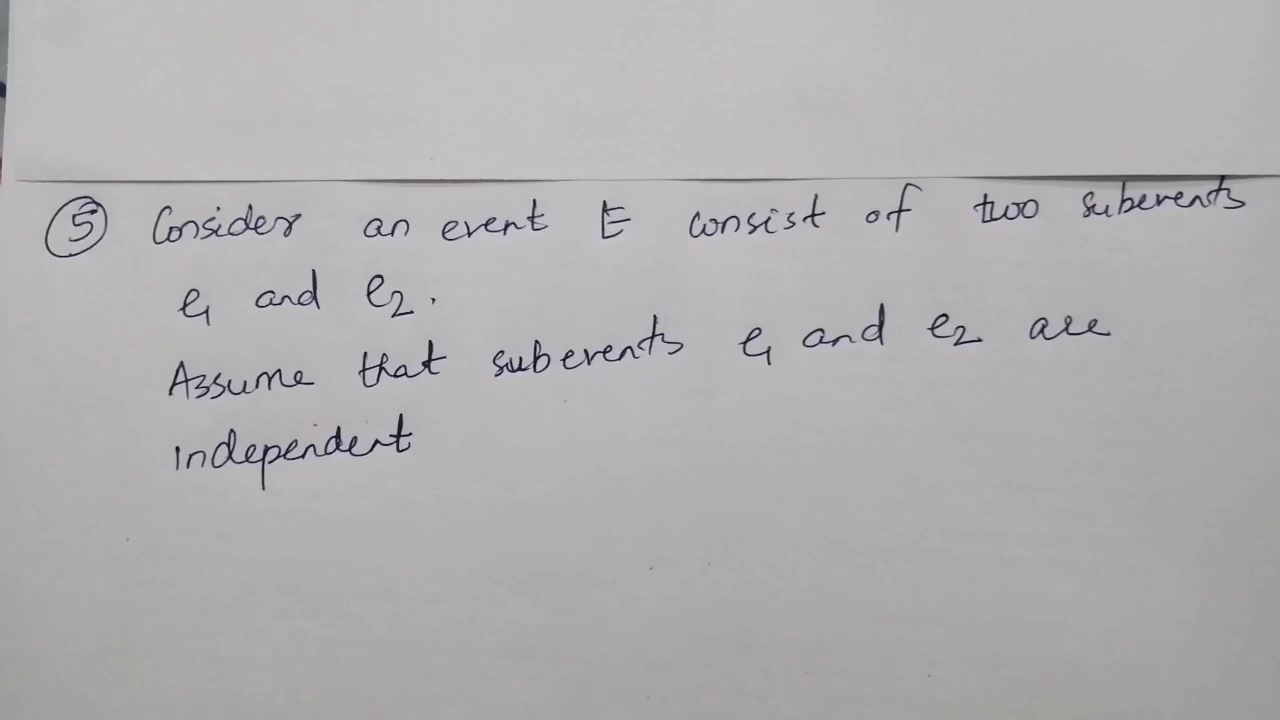 5 Consider an event E consist of two subevents
e1 and e2.
Assume that subevents e1 and e2 are
independent